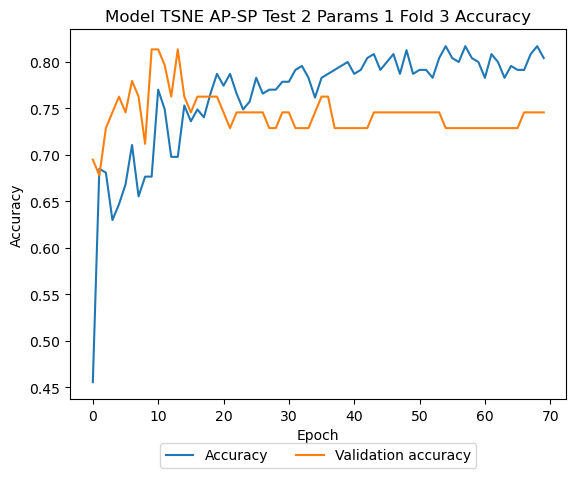 Model TSNE AP-SP Test 2 Params 1 Fold 3 Accuracy
0.80
0.75
0.70
0.65
0.60
0.55
0.50
0.45
Accuracy
0 10 20 30 40 50 60 70
Epoch
Accuracy Validation accuracy